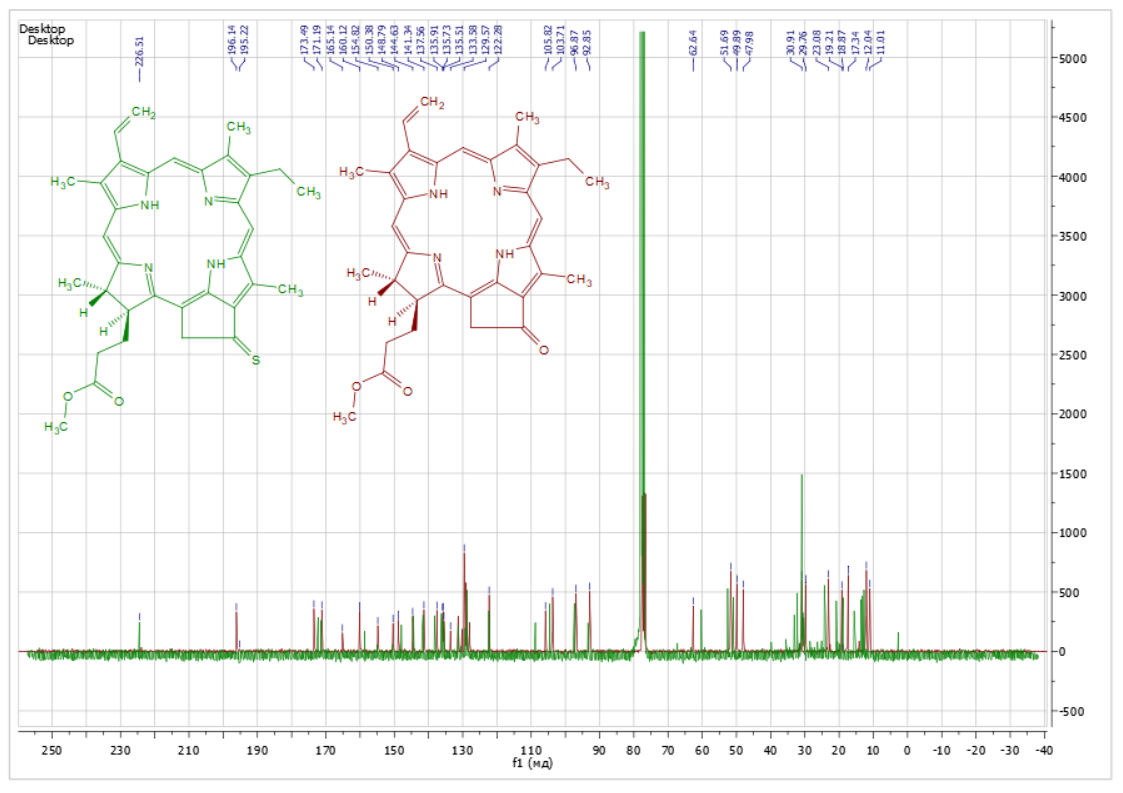 Desktop
Desktop
226.51
196.14
195.22
173.49
171.19
165.14
160.12
154.82
150.38
148.79
144.63
141.34
137.56
135.91
135.73
135.51
133.58
129.57
122.28
105.82
103.71
96.87
92.85
62.64
51.69
49.89
47.98
30.91
29.76
23.08
19.21
18.87
17.34
12.04
11.01
CH2
CH3
H3C
CH3
NH
N
N
NH
H3C
CH3
H
H
S
O
O
H3C
CH2
CH3
H3C
CH3
NH
N
N
NH
H3C
CH3
H
H
O
O
O
H3C
5000
4500
4000
3500
3000
2500
2000
1500
1000
500
0
-500
250 230 210 190 170 150 130 110 90 80 70 60 50 40 30 20 10 0 -10 -20 -30 -40
f1 (мд)